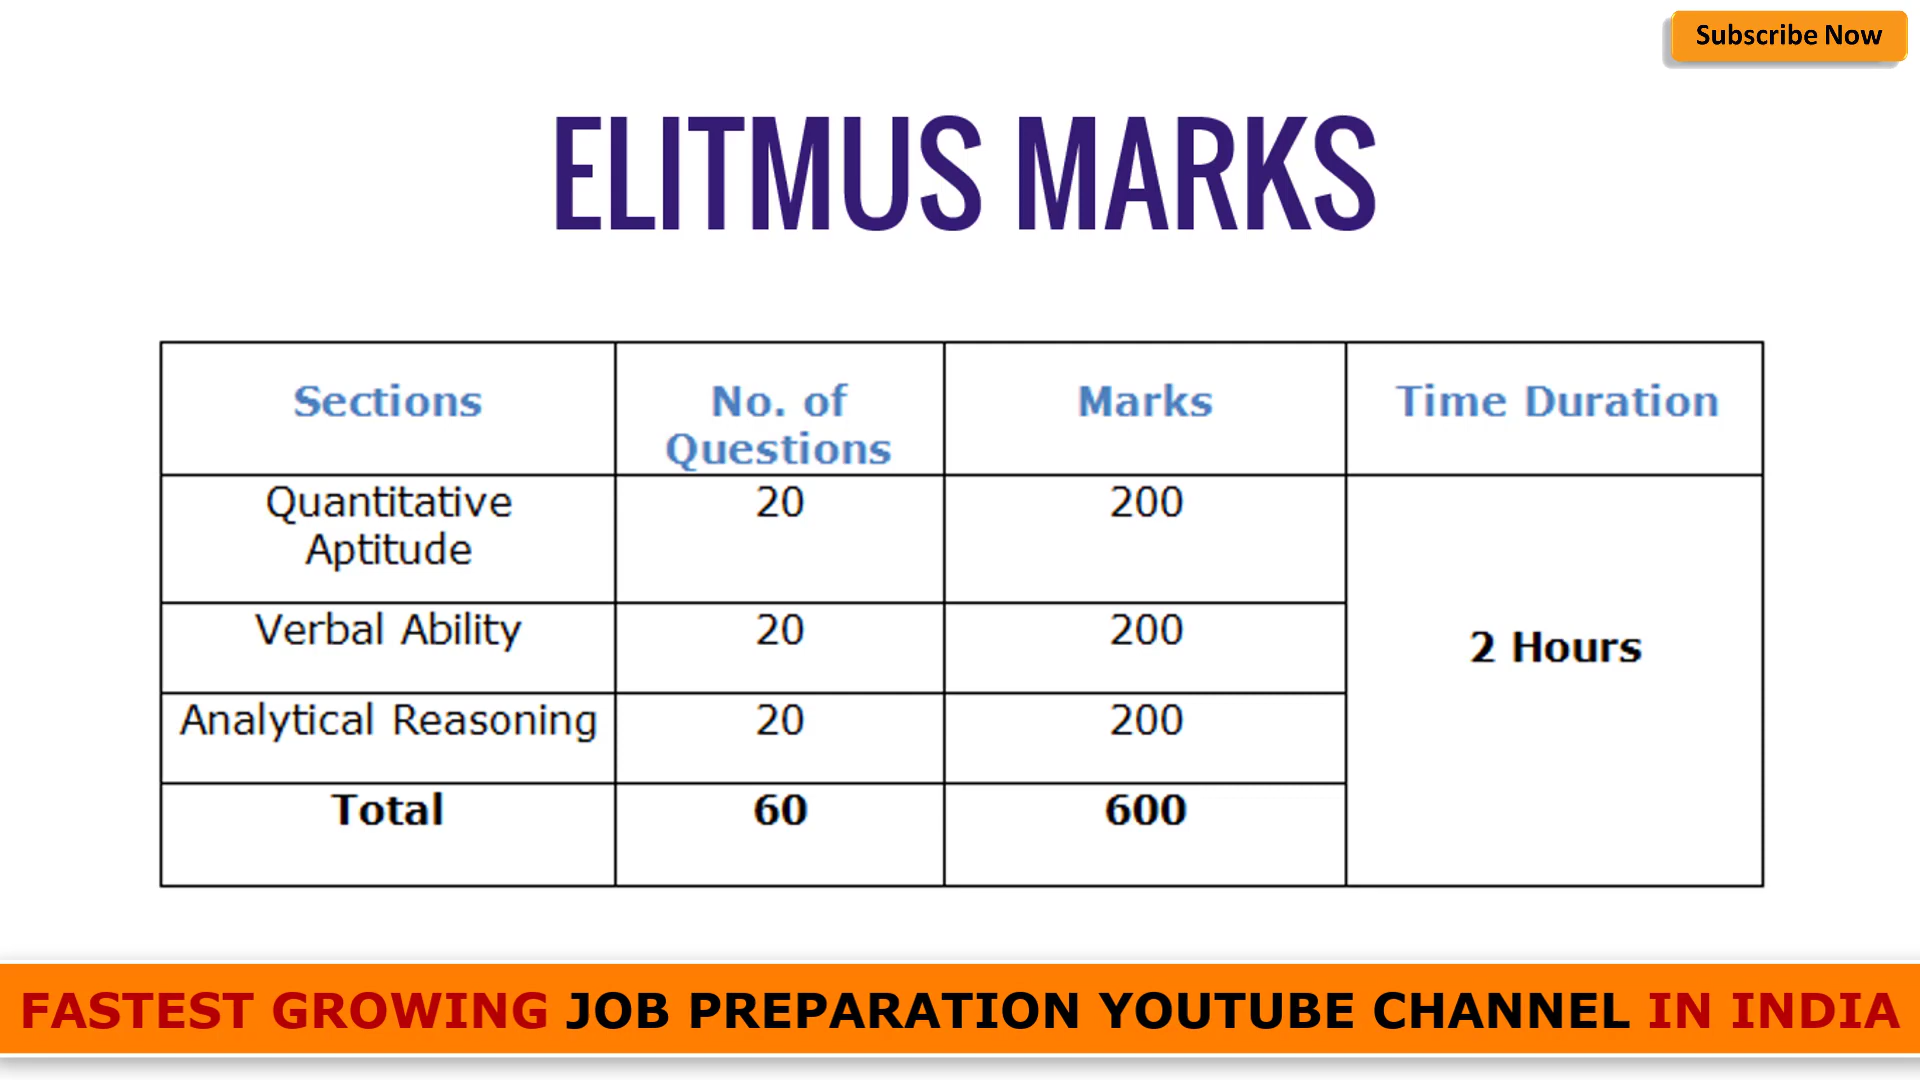 Subscribe Now
ELITMUS MARKS
Sections No. of Questions Marks Time Duration
Quantitative Aptitude 20 200
Verbal Ability 20 200
2 Hours
Analytical Reasoning 20 200
Total 60 600
FASTEST GROWING JOB PREPARATION YOUTUBE CHANNEL IN INDIA